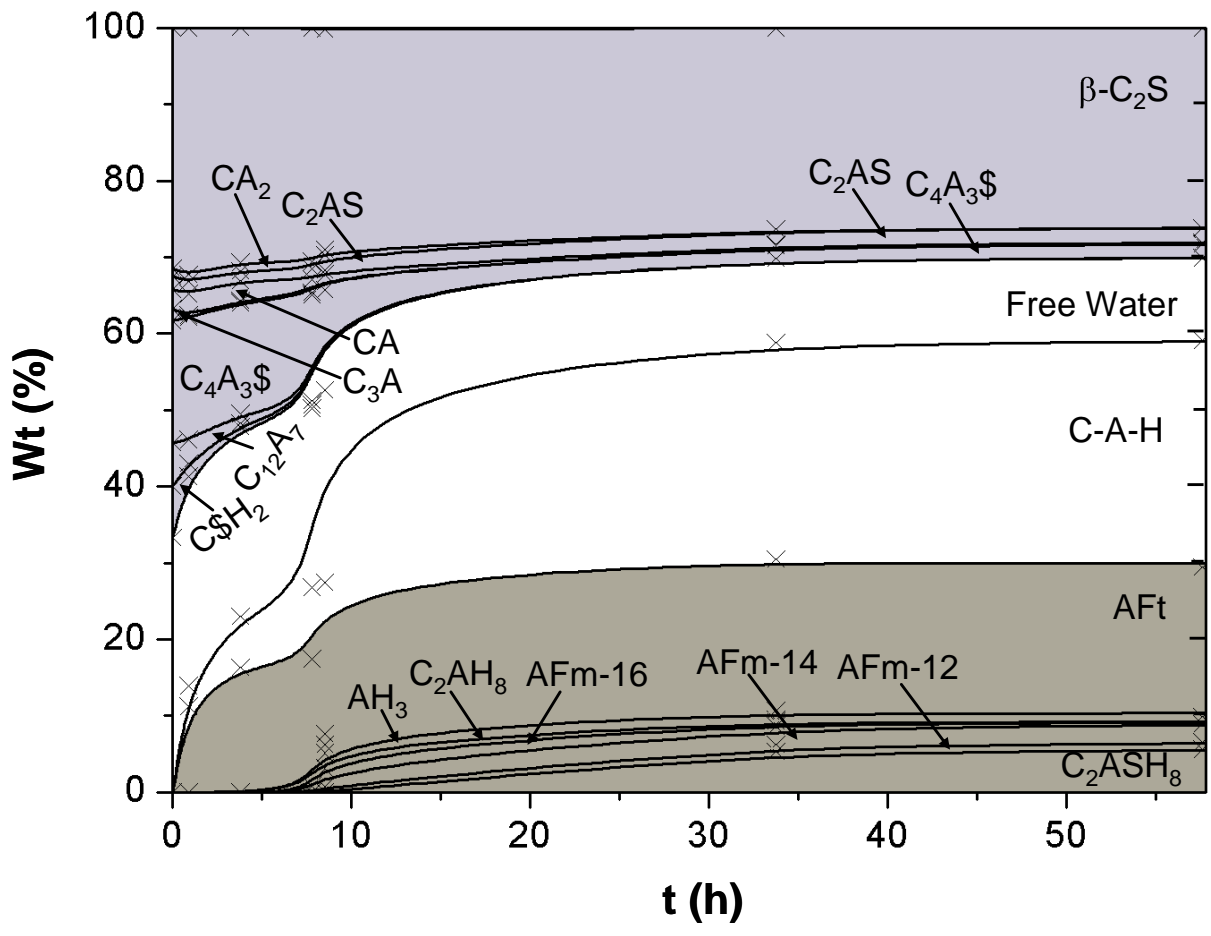 100
80
60
40
20
0
Wt (%)
β-C₂S
CA₂
C₂AS
C₂AS
C₄A₃$
Free Water
CA
C₃A
C₄A₃$
C₁₂A₇
C$H₂
C-A-H
AFt
AH₃
C₂AH₈
AFm-16
AFm-14
AFm-12
C₂ASH₈
0
10
20
30
40
50
t (h)